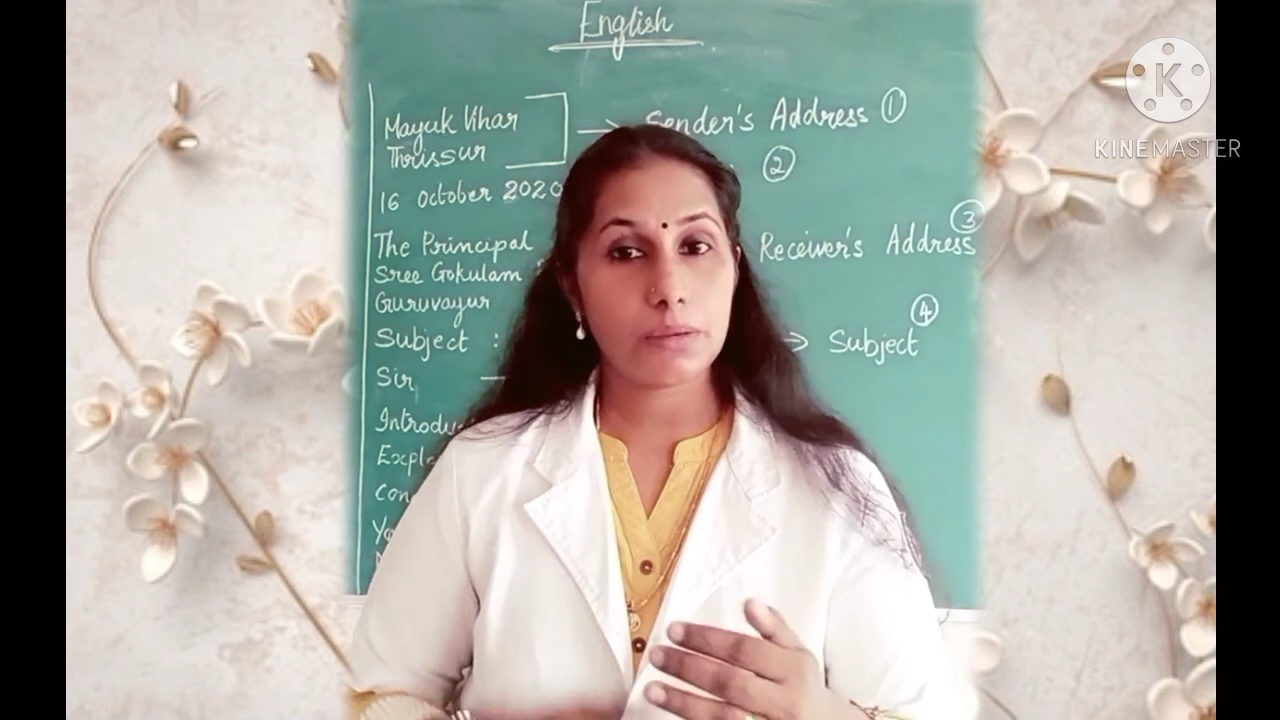 English
Mayuk Vihar
Thrissur
Sender's Address ①
②
16 October 2020
The Principal
Sree Gokulam
Guruvayur
Receiver's Address ③
Subject :
Subject ④
Sir
K
KINEMASTER